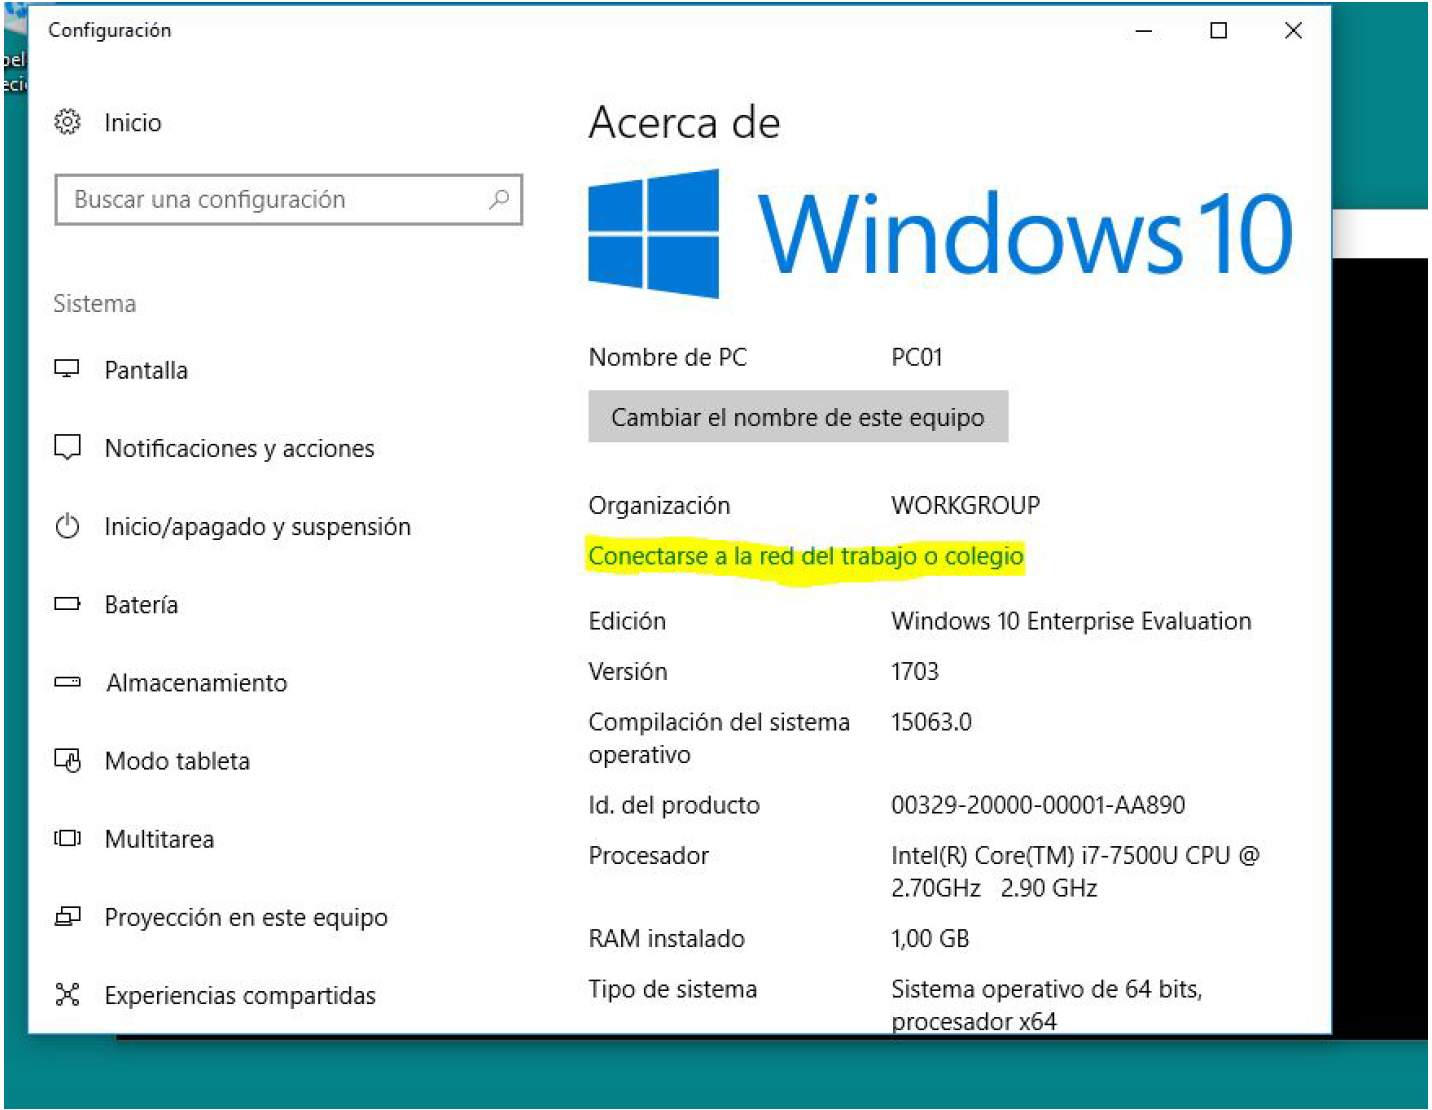 Configuración
Inicio
Buscar una configuración
Sistema
Pantalla
Notificaciones y acciones
Inicio/apagado y suspensión
Batería
Almacenamiento
Modo tableta
Multitarea
Proyección en este equipo
Experiencias compartidas
Acerca de
Windows 10
Nombre de PC PC01
Cambiar el nombre de este equipo
Organización WORKGROUP
Conectarse a la red del trabajo o colegio
Edición Windows 10 Enterprise Evaluation
Versión 1703
Compilación del sistema 15063.0
operativo
Id. del producto 00329-20000-00001-AA890
Procesador Intel(R) Core(TM) i7-7500U CPU @
2.70GHz 2.90 GHz
RAM instalado 1,00 GB
Tipo de sistema Sistema operativo de 64 bits,
procesador x64